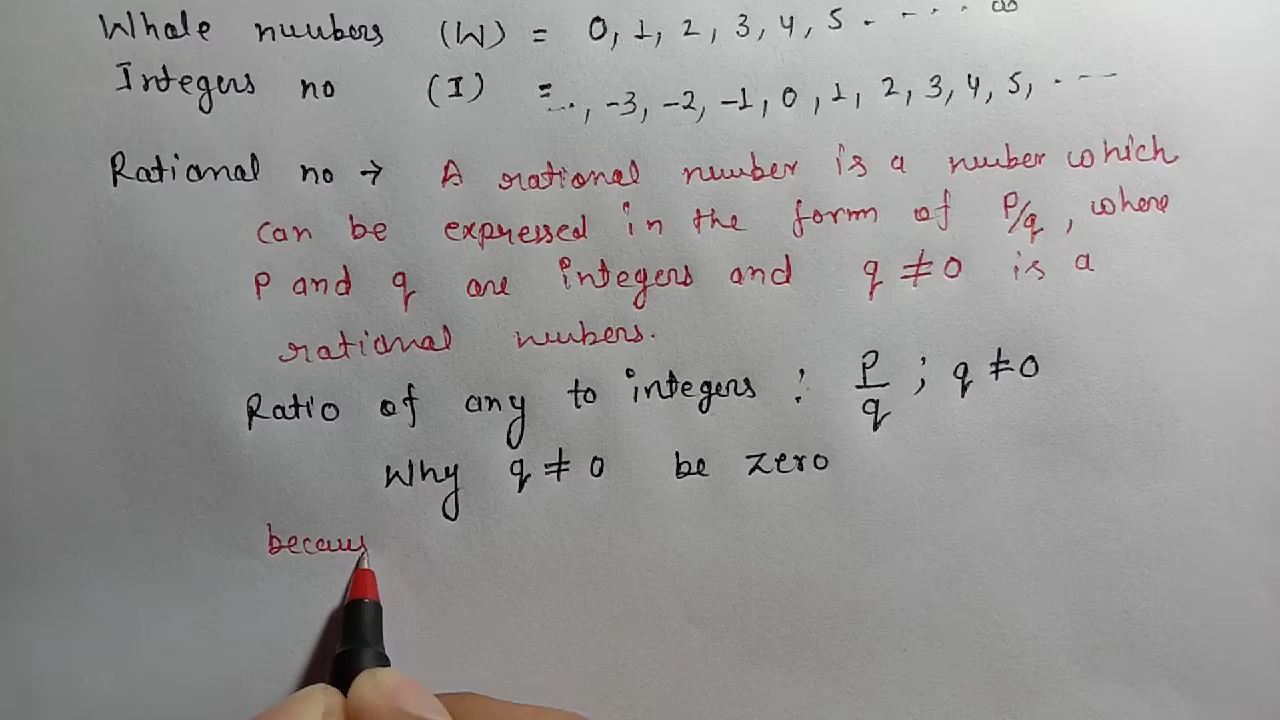 Whole numbers (W) = 0, 1, 2, 3, 4, 5 - - - - ∞
Integers no (I) = ..., -3, -2, -1, 0, 1, 2, 3, 4, 5, - --
Rational no → A rational number is a number which
can be expressed in the form of P/q, where
P and q are integers and q ≠ 0 is a
rational numbers.
Ratio of any to integers : P/q ; q ≠ 0
Why q ≠ 0 be zero
becaus